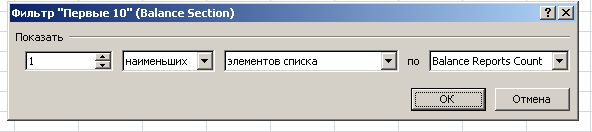 Фильтр "Первые 10" (Balance Section)
Показать
1 наименьших элементов списка по Balance Reports Count
OK Отмена